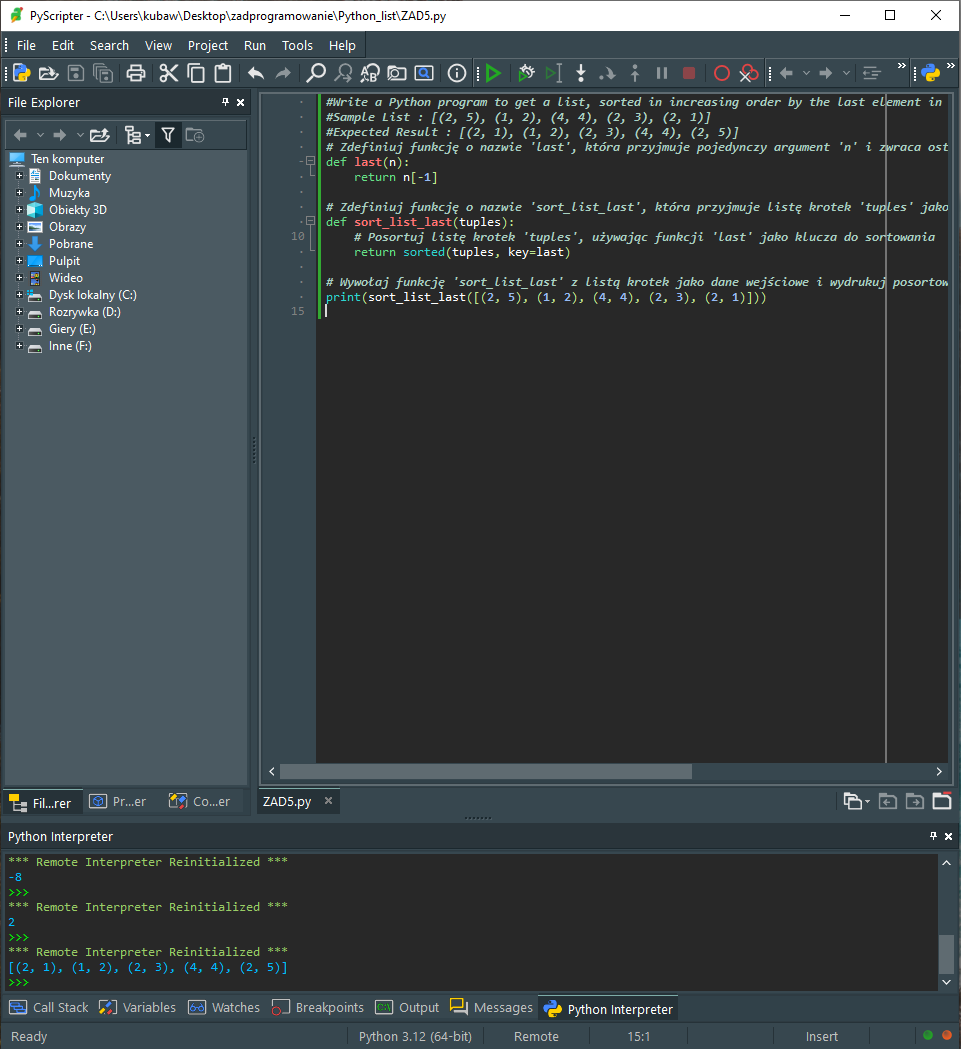 PyScripter - C:\Users\kubaw\Desktop\zadprogramowanie\Python_list\ZAD5.py
File Edit Search View Project Run Tools Help
File Explorer
Ten komputer
Dokumenty
Muzyka
Obiekty 3D
Obrazy
Pobrane
Pulpit
Wideo
Dysk lokalny (C:)
Rozrywka (D:)
Giery (E:)
Inne (F:)
Fil...rer Pr...er Co...er
#Write a Python program to get a list, sorted in increasing order by the last element in
#Sample List : [(2, 5), (1, 2), (4, 4), (2, 3), (2, 1)]
#Expected Result : [(2, 1), (1, 2), (2, 3), (4, 4), (2, 5)]
# Zdefiniuj funkcję o nazwie 'last', która przyjmuje pojedynczy argument 'n' i zwraca ost
def last(n):
    return n[-1]
# Zdefiniuj funkcję o nazwie 'sort_list_last', która przyjmuje listę krotek 'tuples' jako
def sort_list_last(tuples):
10     # Posortuj listę krotek 'tuples', używając funkcji 'last' jako klucza do sortowania
    return sorted(tuples, key=last)
# Wywołaj funkcję 'sort_list_last' z listą krotek jako dane wejściowe i wydrukuj posortow
print(sort_list_last([(2, 5), (1, 2), (4, 4), (2, 3), (2, 1)]))
15
ZAD5.py
Python Interpreter
*** Remote Interpreter Reinitialized ***
-8
>>>
*** Remote Interpreter Reinitialized ***
2
>>>
*** Remote Interpreter Reinitialized ***
[(2, 1), (1, 2), (2, 3), (4, 4), (2, 5)]
>>>
Call Stack Variables Watches Breakpoints Output Messages Python Interpreter
Ready Python 3.12 (64-bit) Remote 15:1 Insert